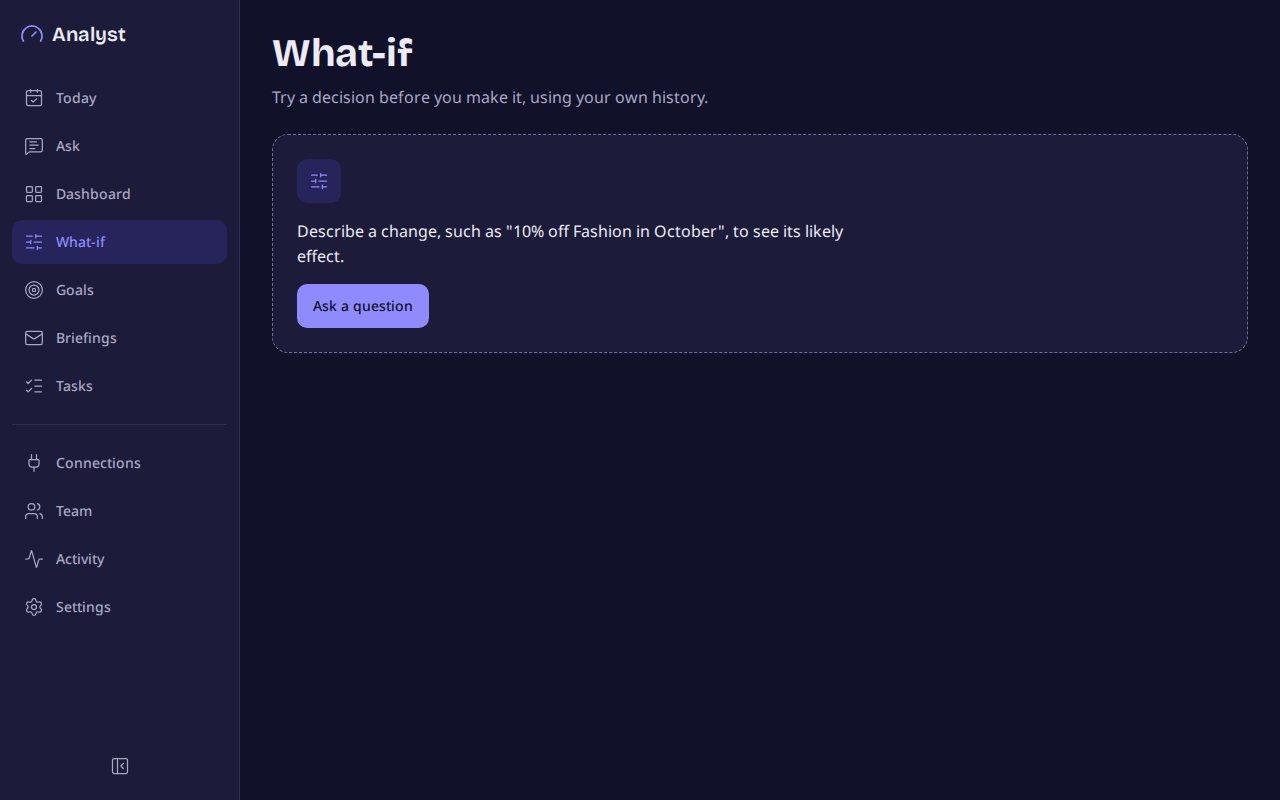 Analyst
Today
Ask
Dashboard
What-if
Goals
Briefings
Tasks
Connections
Team
Activity
Settings
What-if
Try a decision before you make it, using your own history.
Describe a change, such as "10% off Fashion in October", to see its likely
effect.
Ask a question